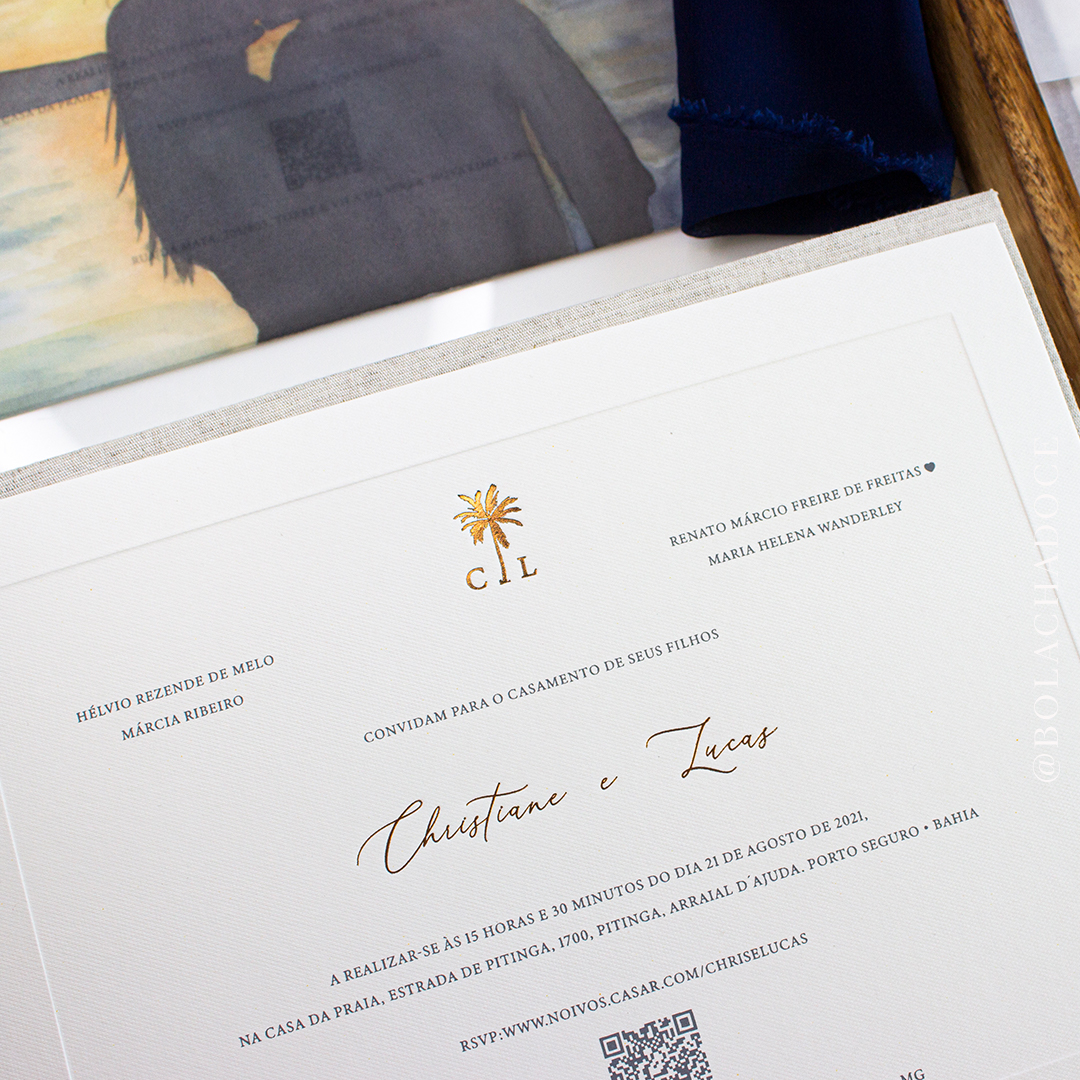 RSVP
C L
RENATO MÁRCIO FREIRE DE FREITAS
MARIA HELENA WANDERLEY
HÉLVIO REZENDE DE MELO
MÁRCIA RIBEIRO
CONVIDAM PARA O CASAMENTO DE SEUS FILHOS
Christiane e Lucas
A REALIZAR-SE ÀS 15 HORAS E 30 MINUTOS DO DIA 21 DE AGOSTO DE 2021,
NA CASA DA PRAIA, ESTRADA DE PITINGA, 1700, PITINGA, ARRAIAL D´AJUDA. PORTO SEGURO • BAHIA
RSVP:WWW.NOIVOS.CASAR.COM/CHRISELUCAS
MG
@BOLACHADOCE